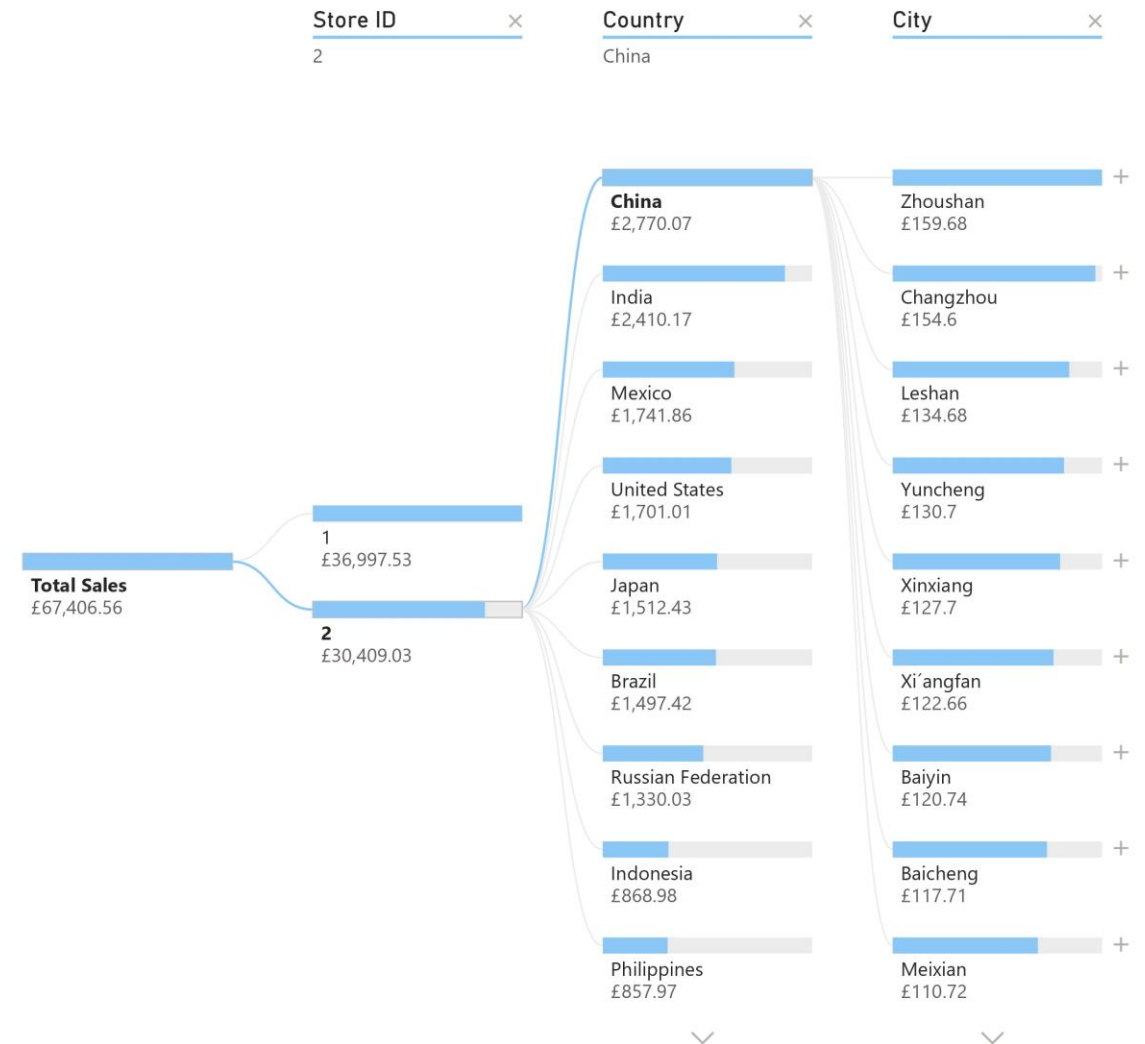 Store ID
2
Country
China
City
Total Sales
£67,406.56
1
£36,997.53
2
£30,409.03
China
£2,770.07
India
£2,410.17
Mexico
£1,741.86
United States
£1,701.01
Japan
£1,512.43
Brazil
£1,497.42
Russian Federation
£1,330.03
Indonesia
£868.98
Philippines
£857.97
Zhoushan
£159.68
Changzhou
£154.6
Leshan
£134.68
Yuncheng
£130.7
Xinxiang
£127.7
Xi´angfan
£122.66
Baiyin
£120.74
Baicheng
£117.71
Meixian
£110.72